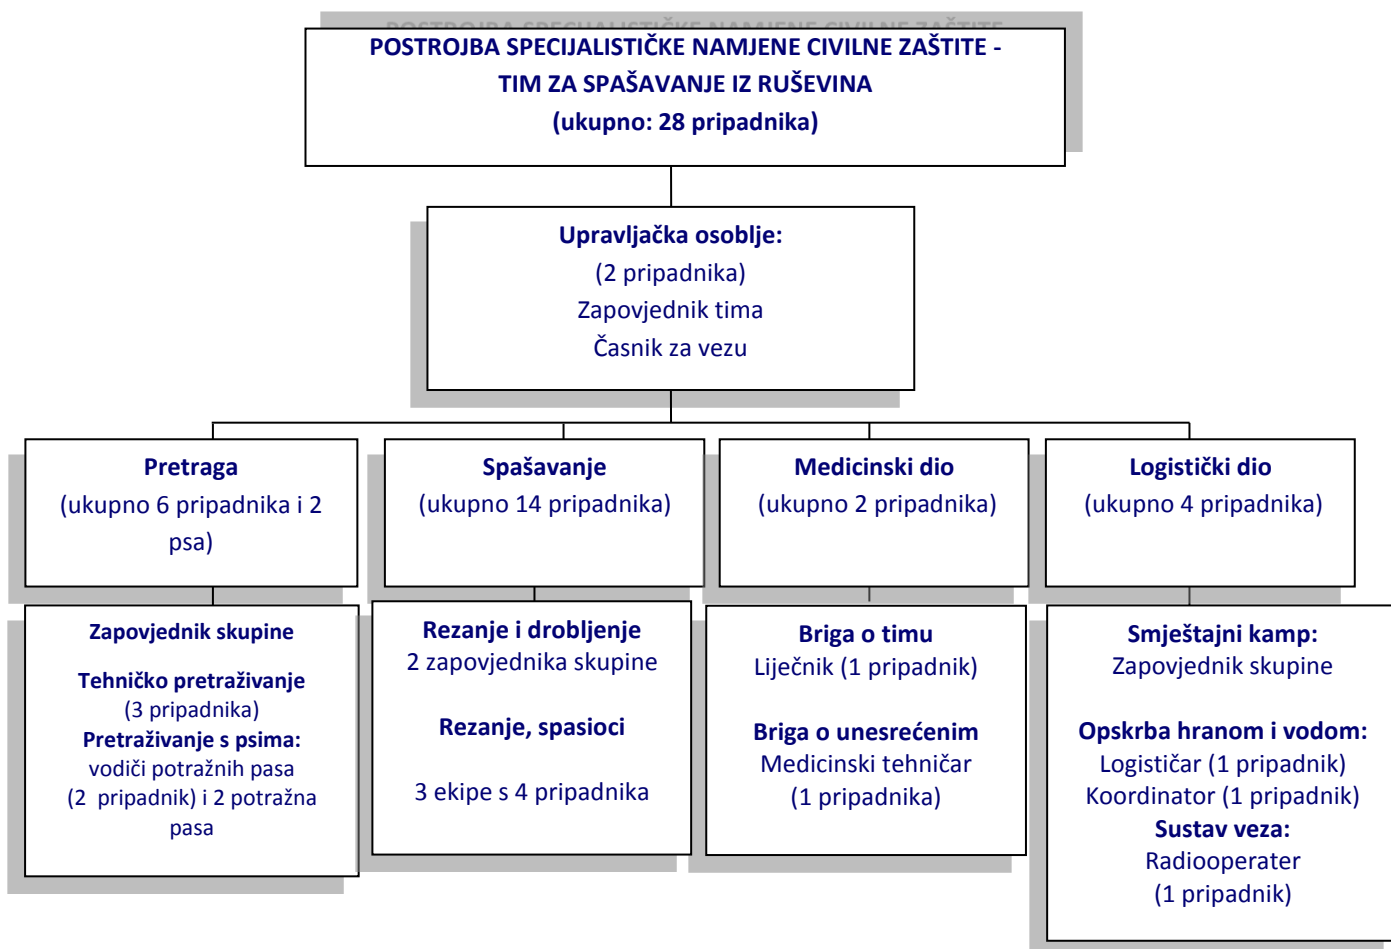 POSTROJBA SPECIJALISTIČKE NAMJENE CIVILNE ZAŠTITE -
TIM ZA SPAŠAVANJE IZ RUŠEVINA
(ukupno: 28 pripadnika)
Upravljačka osoblje:
(2 pripadnika)
Zapovjednik tima
Časnik za vezu
Pretraga
(ukupno 6 pripadnika i 2
psa)
Spašavanje
(ukupno 14 pripadnika)
Medicinski dio
(ukupno 2 pripadnika)
Logistički dio
(ukupno 4 pripadnika)
Zapovjednik skupine
Tehničko pretraživanje
(3 pripadnika)
Pretraživanje s psima:
vodiči potražnih pasa
(2 pripadnik) i 2 potražna
pasa
Rezanje i drobljenje
2 zapovjednika skupine
Rezanje, spasioci
3 ekipe s 4 pripadnika
Briga o timu
Liječnik (1 pripadnik)
Briga o unesrećenim
Medicinski tehničar
(1 pripadnika)
Smještajni kamp:
Zapovjednik skupine
Opskrba hranom i vodom:
Logističar (1 pripadnik)
Koordinator (1 pripadnik)
Sustav veza:
Radiooperater
(1 pripadnik)